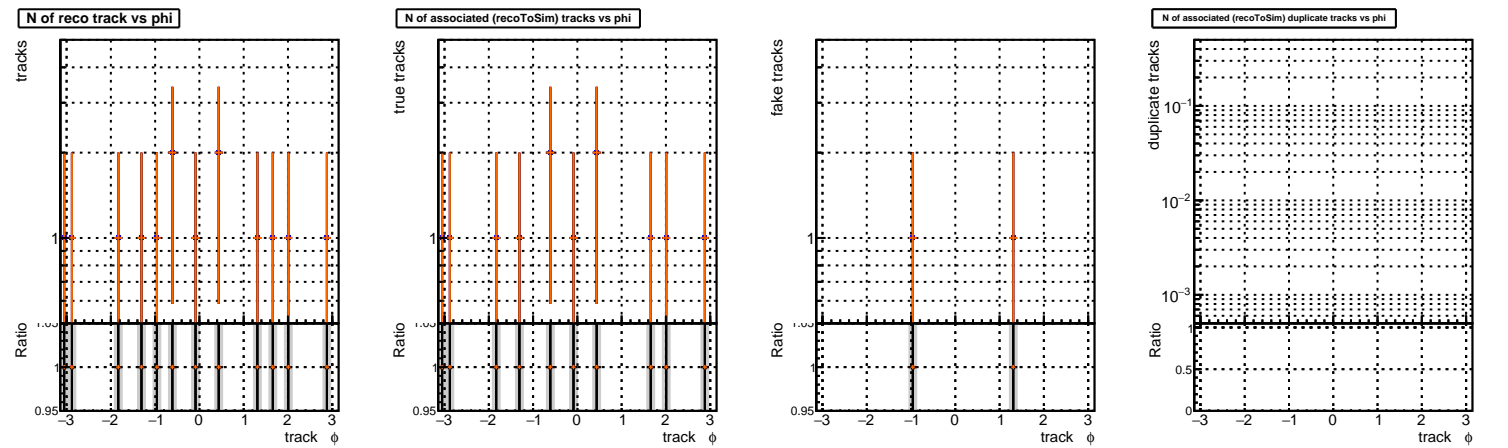 N of reco track vs phi
tracks
1
Ratio
1.05
1
0.95
−3 −2 −1 0 1 2 3
track ϕ
N of associated (recoToSim) tracks vs phi
true tracks
1
Ratio
1.05
1
0.95
−3 −2 −1 0 1 2 3
track ϕ
fake tracks
1
Ratio
1.05
1
0.95
−3 −2 −1 0 1 2 3
track ϕ
N of associated (recoToSim) duplicate tracks vs phi
duplicate tracks
10−1
10−2
10−3
Ratio
1
0.5
0
−3 −2 −1 0 1 2 3
track ϕ